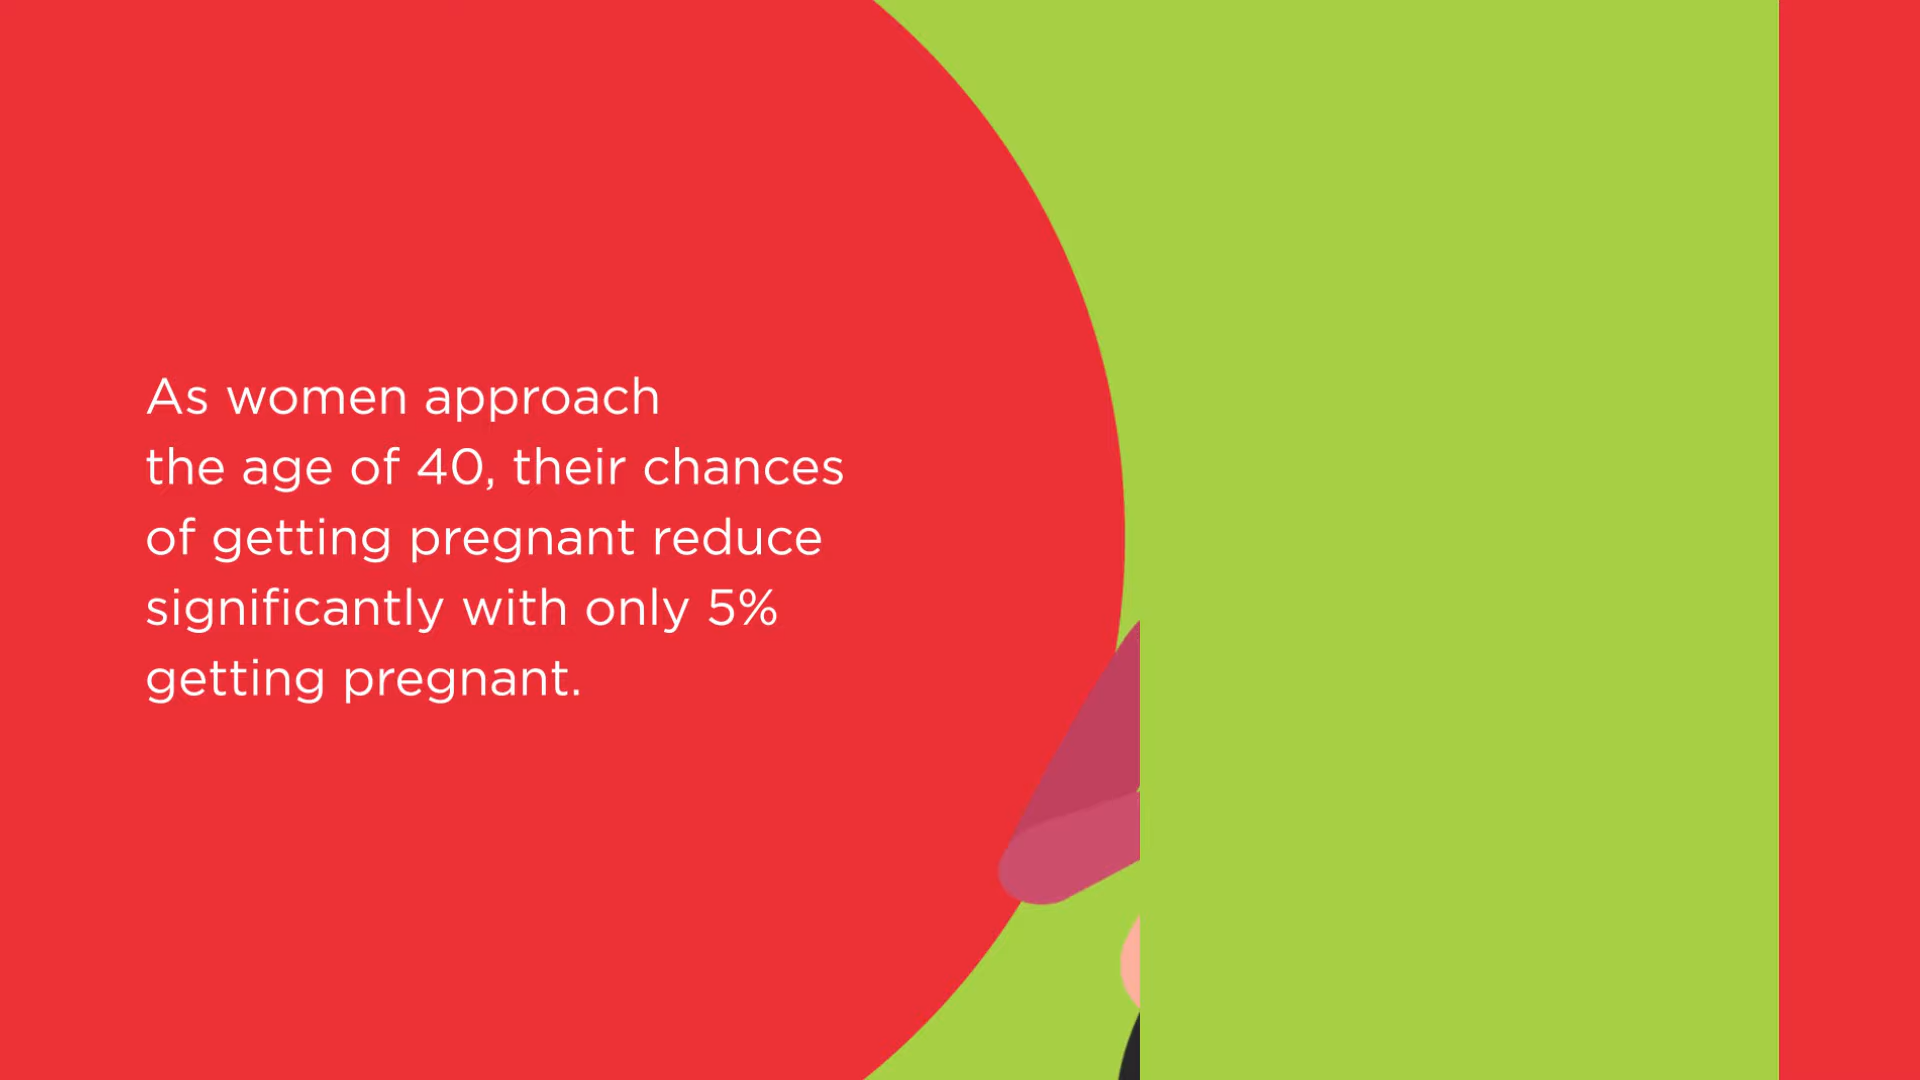 As women approach
the age of 40, their chances
of getting pregnant reduce
significantly with only 5%
getting pregnant.